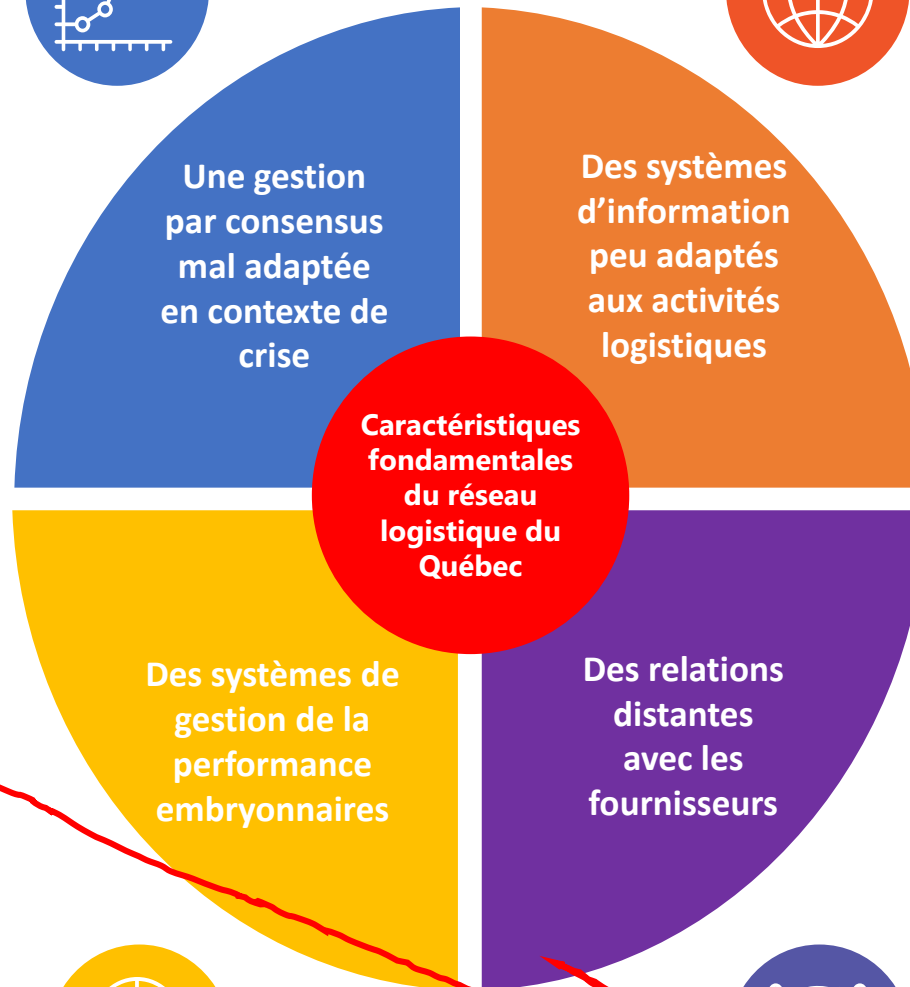 Une gestion
par consensus
mal adaptée
en contexte de
crise
Des systèmes
d’information
peu adaptés
aux activités
logistiques
Caractéristiques
fondamentales
du réseau
logistique du
Québec
Des systèmes de
gestion de la
performance
embryonnaires
Des relations
distantes
avec les
fournisseurs